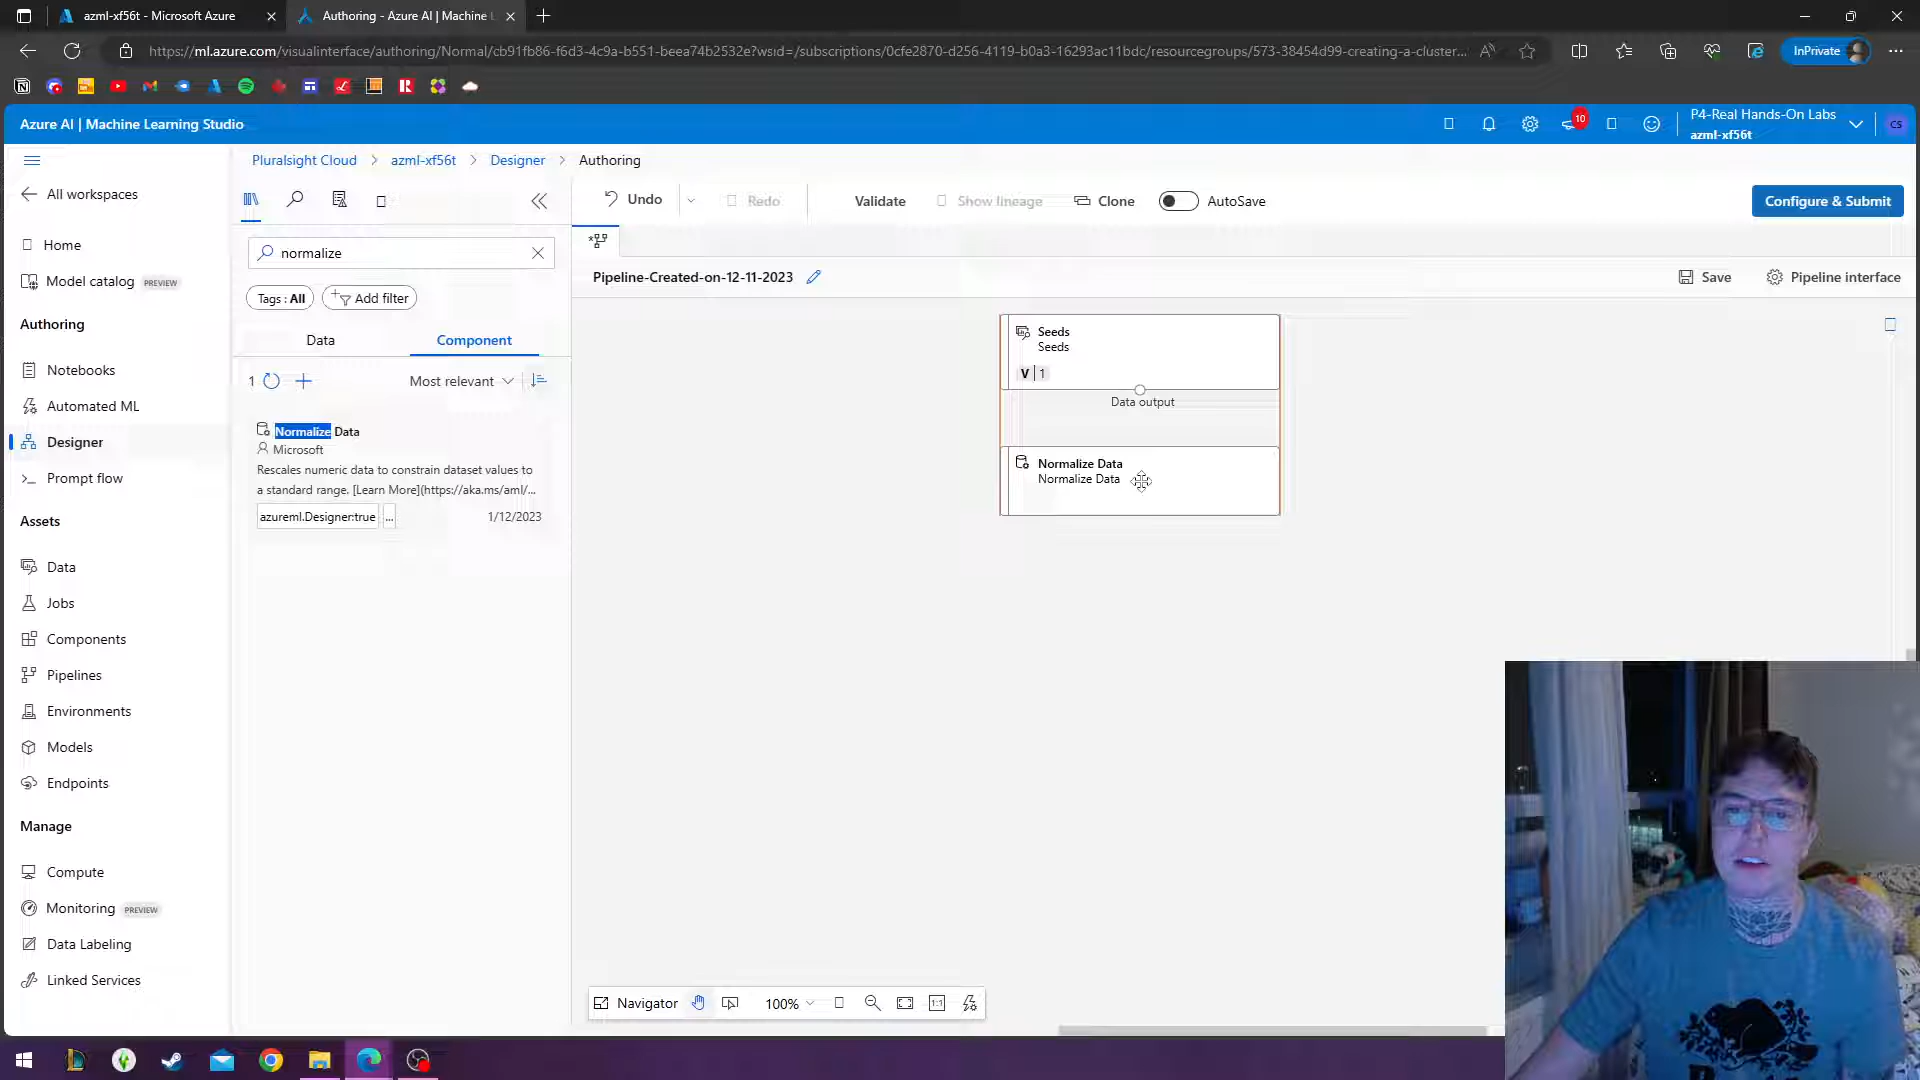 azml-xf56t - Microsoft Azure
Authoring - Azure AI | Machine L
https://ml.azure.com/visualinterface/authoring/Normal/cb91fb86-f6d3-4c9a-b551-beea74b2532e?wsid=/subscriptions/0cfe2870-d256-4119-b0a3-16293ac11bdc/resourcegroups/573-38454d99-creating-a-cluster...
InPrivate
Azure AI | Machine Learning Studio
10
P4-Real Hands-On Labs
azml-xf56t
CS
Pluralsight Cloud > azml-xf56t > Designer > Authoring
All workspaces
Home
Model catalog PREVIEW
Authoring
Notebooks
Automated ML
Designer
Prompt flow
Assets
Data
Jobs
Components
Pipelines
Environments
Models
Endpoints
Manage
Compute
Monitoring PREVIEW
Data Labeling
Linked Services
normalize
Tags : All
Add filter
Data
Component
1
Most relevant
Normalize Data
Microsoft
Rescales numeric data to constrain dataset values to
a standard range. [Learn More](https://aka.ms/aml/...
azureml.Designer:true
...
1/12/2023
Undo
Redo
Validate
Show lineage
Clone
AutoSave
Configure & Submit
Pipeline-Created-on-12-11-2023
Save
Pipeline interface
Seeds
Seeds
V | 1
Data output
Normalize Data
Normalize Data
Navigator
100%
1:1